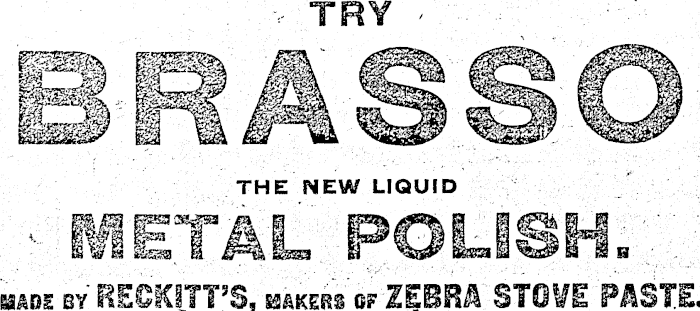 TRY
BRASSO
THE NEW LIQUID
METAL POLISH.
MADE BY RECKITT'S, MAKERS OF ZEBRA STOVE PASTE.